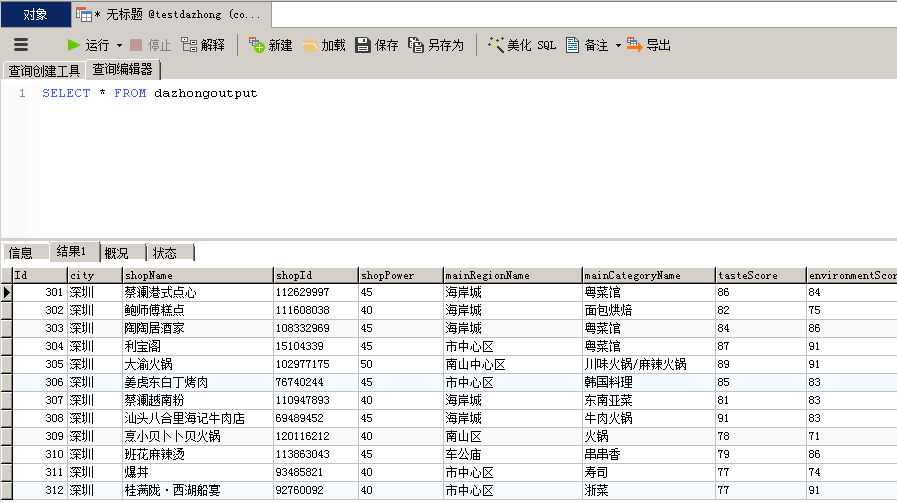 对象 * 无标题 @testdazhong (co...
运行 停止 解释 新建 加载 保存 另存为 美化 SQL 备注 导出
查询创建工具 查询编辑器
1 SELECT * FROM dazhongoutput
信息 结果1 概况 状态
Id city shopName shopId shopPower mainRegionName mainCategoryName tasteScore environmentScor
301 深圳 蔡澜港式点心 112629997 45 海岸城 粤菜馆 86 84
302 深圳 鲍师傅糕点 111608038 40 海岸城 面包烘焙 82 75
303 深圳 陶陶居酒家 108332969 45 海岸城 粤菜馆 84 86
304 深圳 利宝阁 15104339 45 市中心区 粤菜馆 87 91
305 深圳 大渝火锅 102977175 50 南山中心区 川味火锅/麻辣火锅 89 91
306 深圳 姜虎东白丁烤肉 76740244 45 市中心区 韩国料理 85 83
307 深圳 蔡澜越南粉 110947893 40 海岸城 东南亚菜 81 83
308 深圳 汕头八合里海记牛肉店 69489452 45 海岸城 牛肉火锅 91 83
309 深圳 烹小贝卜卜贝火锅 120116212 40 南山区 火锅 78 71
310 深圳 班花麻辣烫 113863043 45 车公庙 串串香 79 86
311 深圳 爆丼 93485821 40 市中心区 寿司 77 74
312 深圳 桂满陇·西湖船宴 92760092 40 市中心区 浙菜 77 91